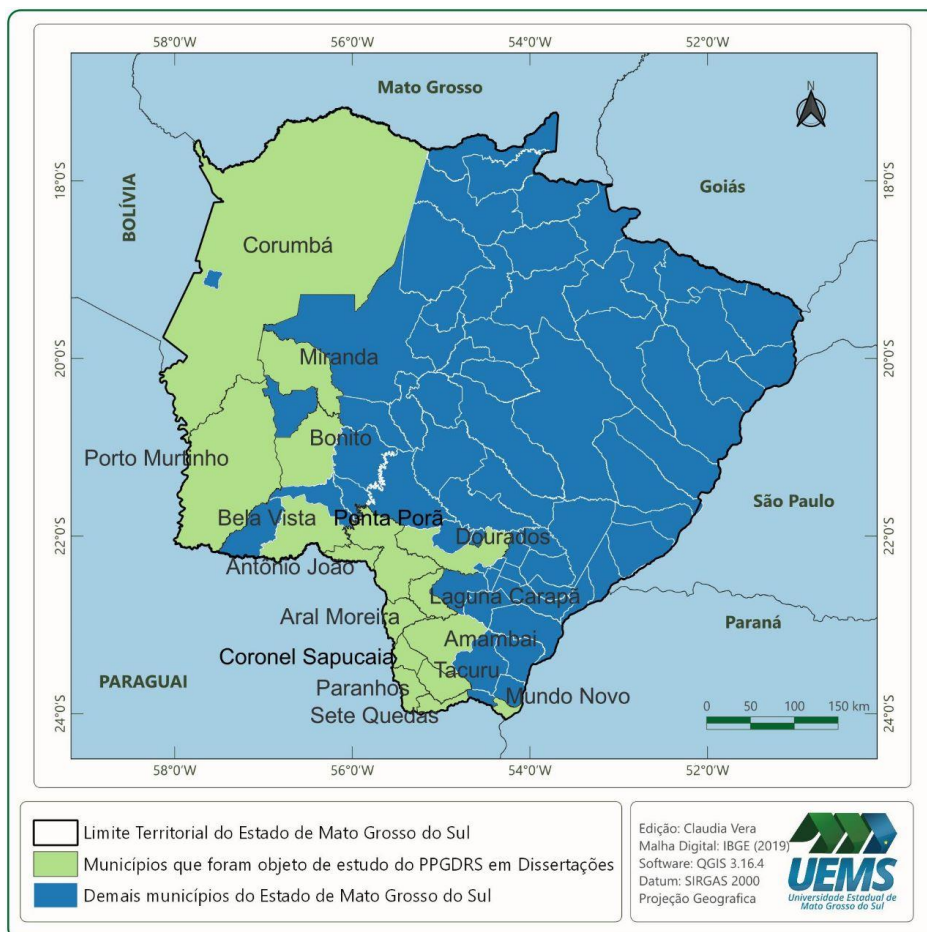 58°0'W 56°0'W 54°0'W 52°0'W
Mato Grosso
N
18°S
18°S
Goiás
BOLÍVIA
Corumbá
20°0'S
20°0'S
Miranda
Bonito
Porto Murtinho
São Paulo
Bela Vista
Ponta Porã
22°0'S
22°0'S
Dourados
Antônio João
Laguna Carapã
Aral Moreira
Paraná
Amambai
Coronel Sapucaia
PARAGUAI
Tacuru
Paranhos
Mundo Novo
Sete Quedas
24°0'S
24°0'S
0 50 100 150 km
58°0'W 56°0'W 54°0'W 52°0'W
Limite Territorial do Estado de Mato Grosso do Sul
Municípios que foram objeto de estudo do PPGDRS em Dissertações
Demais municípios do Estado de Mato Grosso do Sul
Edição: Claudia Vera
Malha Digital: IBGE (2019)
Software: QGIS 3.16.4
Datum: SIRGAS 2000
Projeção Geografica
UEMS
Universidade Estadual de
Mato Grosso do Sul